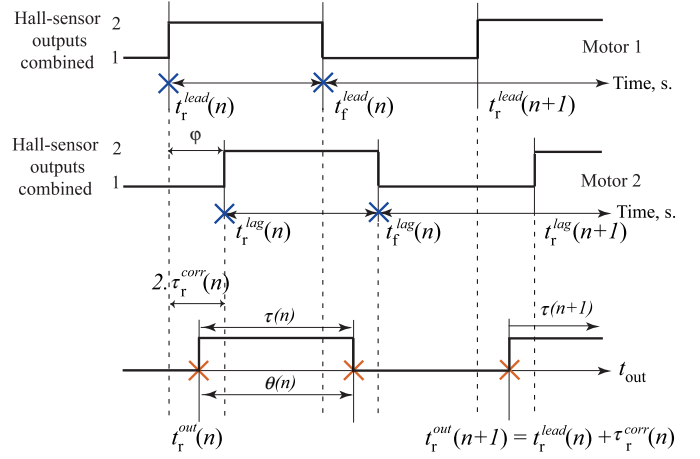 Hall-sensor
outputs
combined
2
1
Motor 1
Time, s.
t_r^lead(n)
t_f^lead(n)
t_r^lead(n+1)
φ
Hall-sensor
outputs
combined
2
1
Motor 2
Time, s.
t_r^lag(n)
t_f^lag(n)
t_r^lag(n+1)
2.τ_r^corr(n)
τ(n)
τ(n+1)
θ(n)
t_out
t_r^out(n)
t_r^out(n+1) = t_r^lead(n) + τ_r^corr(n)